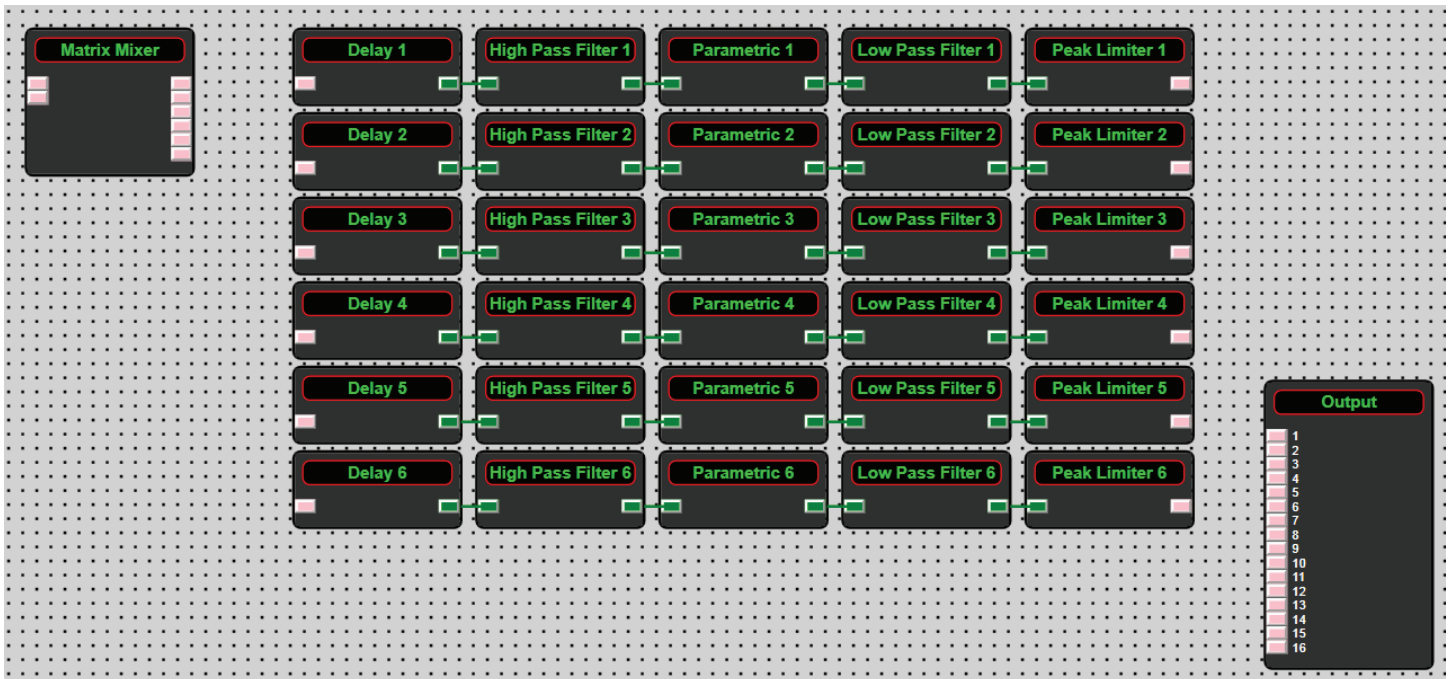 Matrix Mixer
Delay 1
High Pass Filter 1
Parametric 1
Low Pass Filter 1
Peak Limiter 1
Delay 2
High Pass Filter 2
Parametric 2
Low Pass Filter 2
Peak Limiter 2
Delay 3
High Pass Filter 3
Parametric 3
Low Pass Filter 3
Peak Limiter 3
Delay 4
High Pass Filter 4
Parametric 4
Low Pass Filter 4
Peak Limiter 4
Delay 5
High Pass Filter 5
Parametric 5
Low Pass Filter 5
Peak Limiter 5
Delay 6
High Pass Filter 6
Parametric 6
Low Pass Filter 6
Peak Limiter 6
Output
1
2
3
4
5
6
7
8
9
10
11
12
13
14
15
16